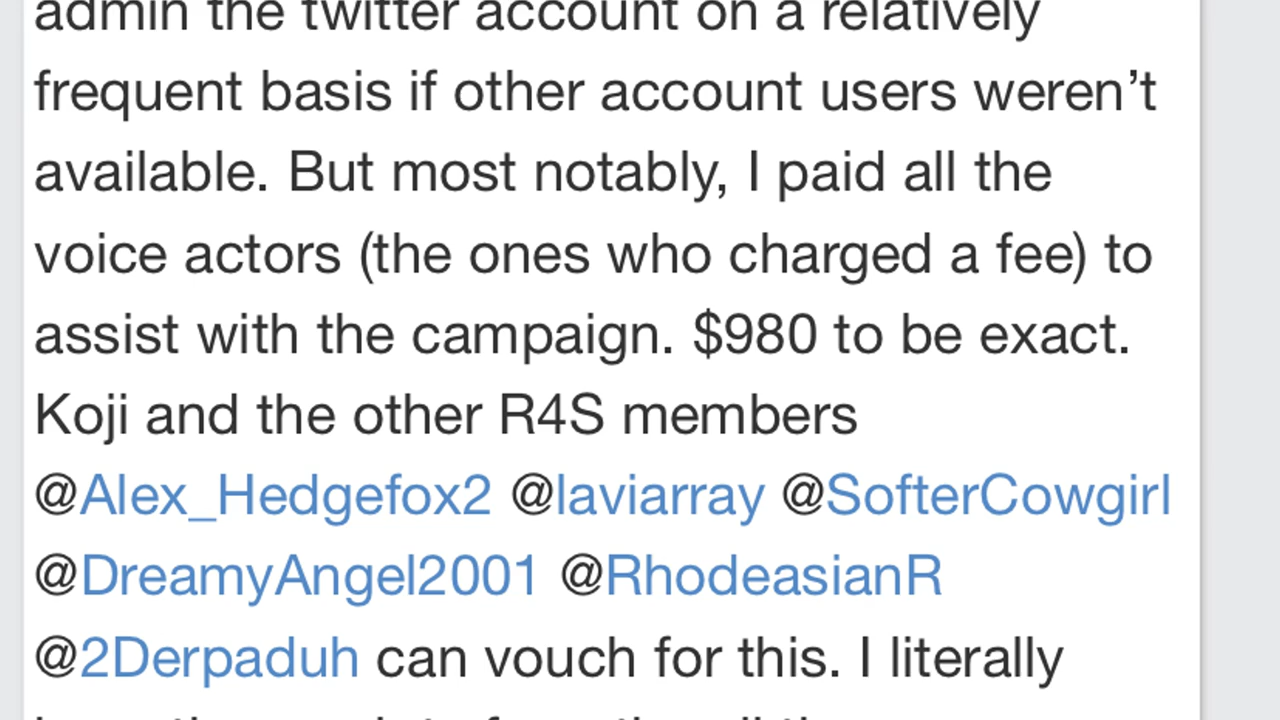 admin the twitter account on a relatively
frequent basis if other account users weren’t
available. But most notably, I paid all the
voice actors (the ones who charged a fee) to
assist with the campaign. $980 to be exact.
Koji and the other R4S members
@Alex_Hedgefox2 @laviarray @SofterCowgirl
@DreamyAngel2001 @RhodeasianR
@2Derpaduh can vouch for this. I literally